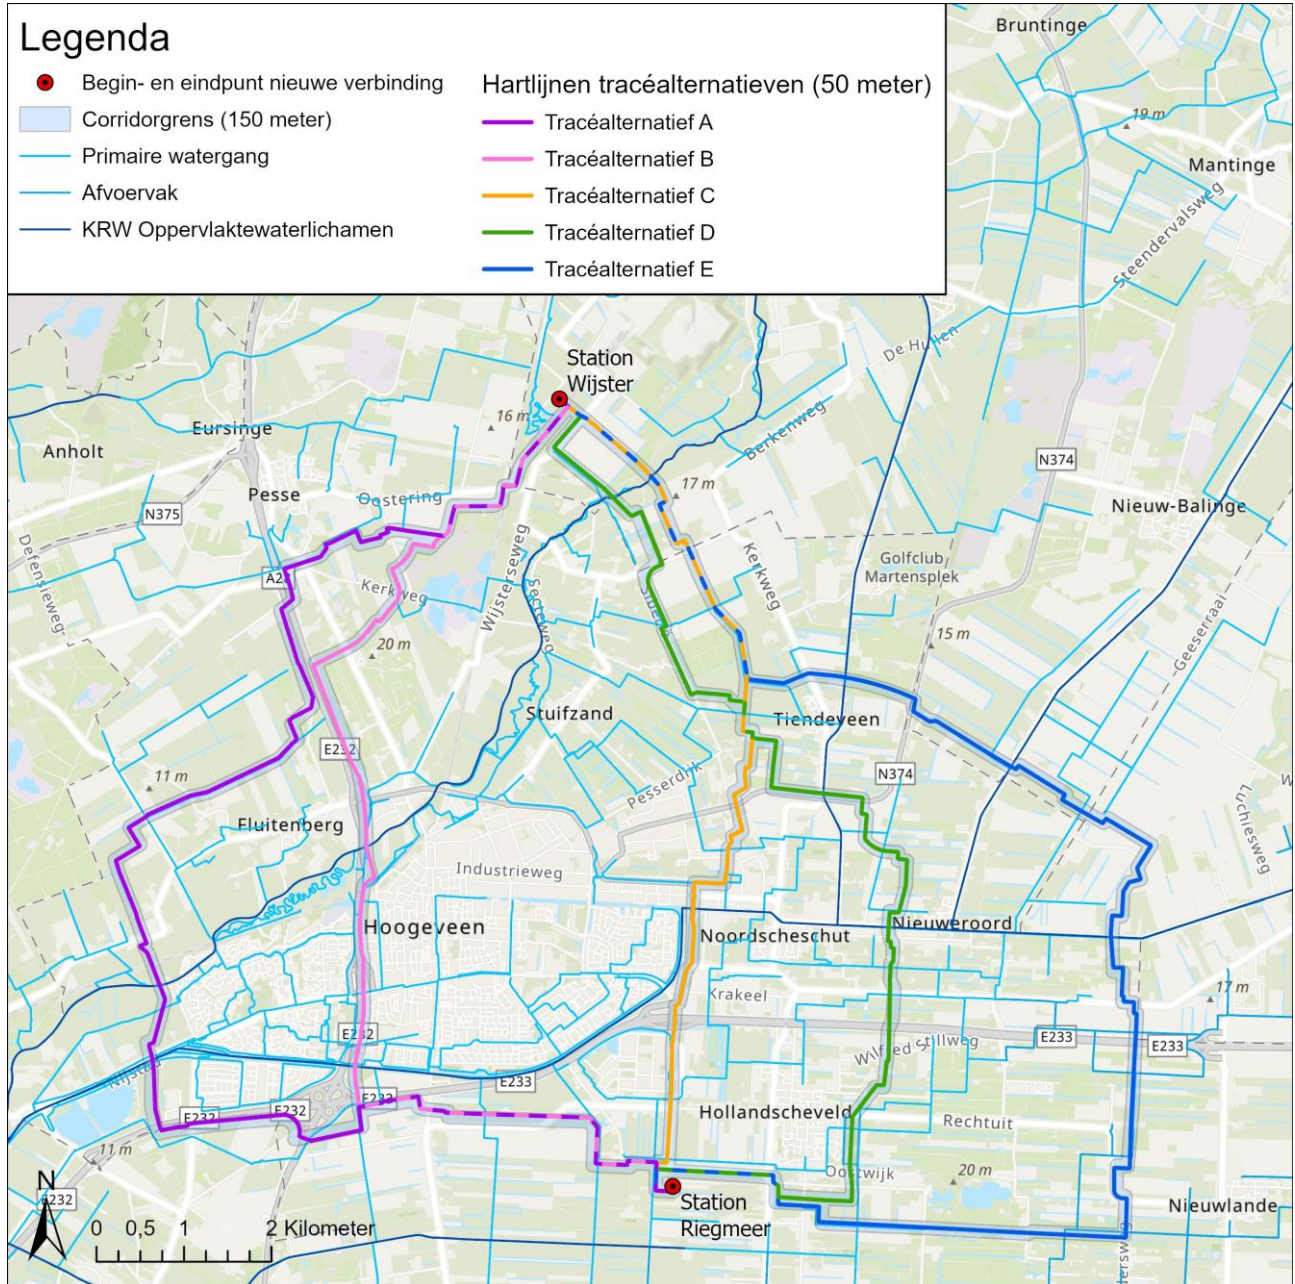 Legenda
Begin- en eindpunt nieuwe verbinding
Corridorgrens (150 meter)
Primaire watergang
Afvoervak
KRW Oppervlaktewaterlichamen
Hartlijnen tracéalternatieven (50 meter)
Tracéalternatief A
Tracéalternatief B
Tracéalternatief C
Tracéalternatief D
Tracéalternatief E
Bruntinge
19 m
Mantinge
Steendervalsweg
De Hullen
Station
Wijster
16 m
Eursinge
Anholt
Berkenweg
N374
Pesse
Oostering
17 m
Nieuw-Balinge
N375
Defensieweg
Wijsterseweg
Kerkweg
Golfclub
Martensplek
Kerkweg
Secteweg
Geeserraai
20 m
15 m
Stuifzand
Tiendeveen
E232
11 m
Pesserdijk
N374
Fluitenberg
Industrieweg
Hoogeveen
Noordscheschut
Nieuweroord
Krakeel
17 m
E232
Wilfred Stillweg
E233
E233
Nijstad
E233
E233
E232
E232
Hollandscheveld
Rechtuit
11 m
Oostwijk
20 m
Station
Riegmeer
Nieuwlande
E232
N
0 0,5 1 2 Kilometer